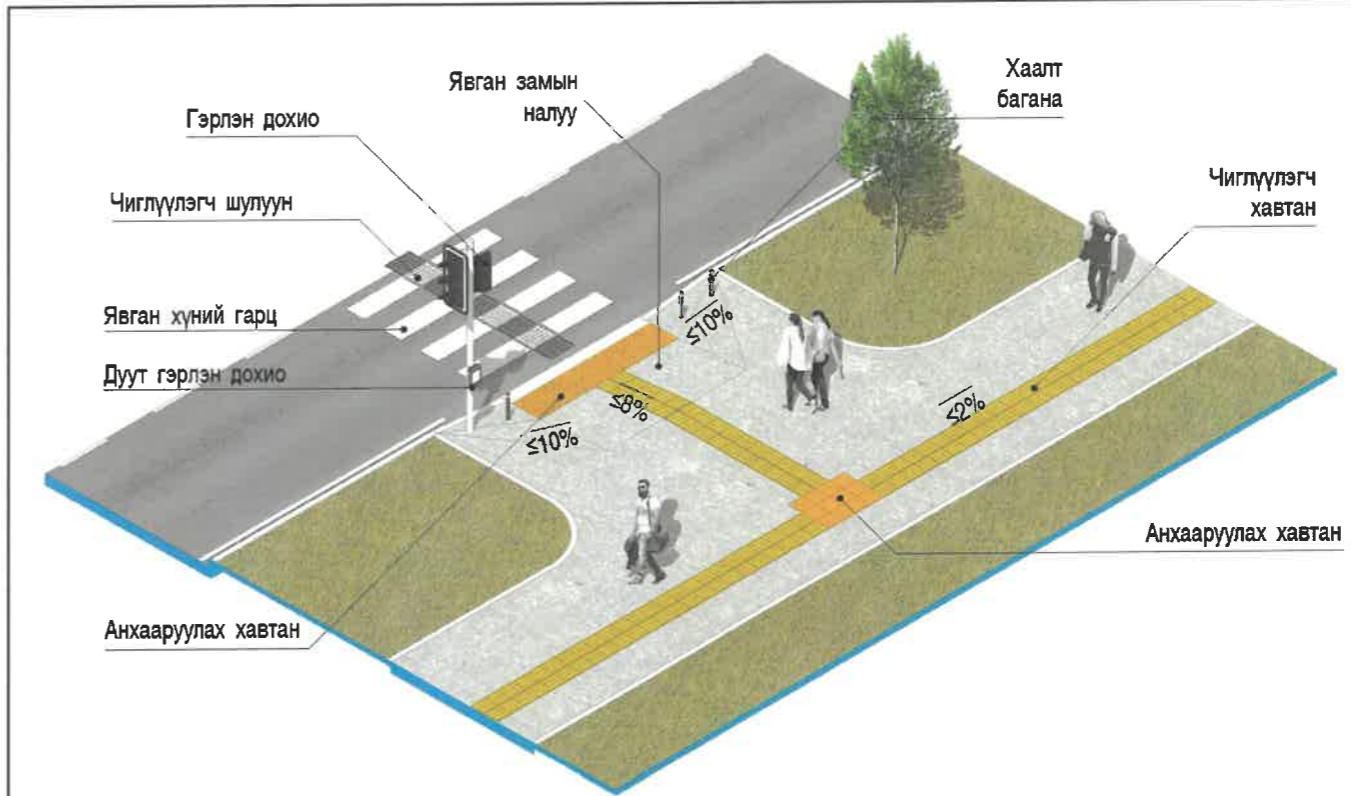 Явган замын
налуу
Хаалт
багана
Гэрлэн дохио
Чиглүүлэгч шулуун
Чиглүүлэгч
хавтан
Явган хүний гарц
Дуут гэрлэн дохио
≤10%
≤8%
≤2%
≤10%
Анхааруулах хавтан
Анхааруулах хавтан